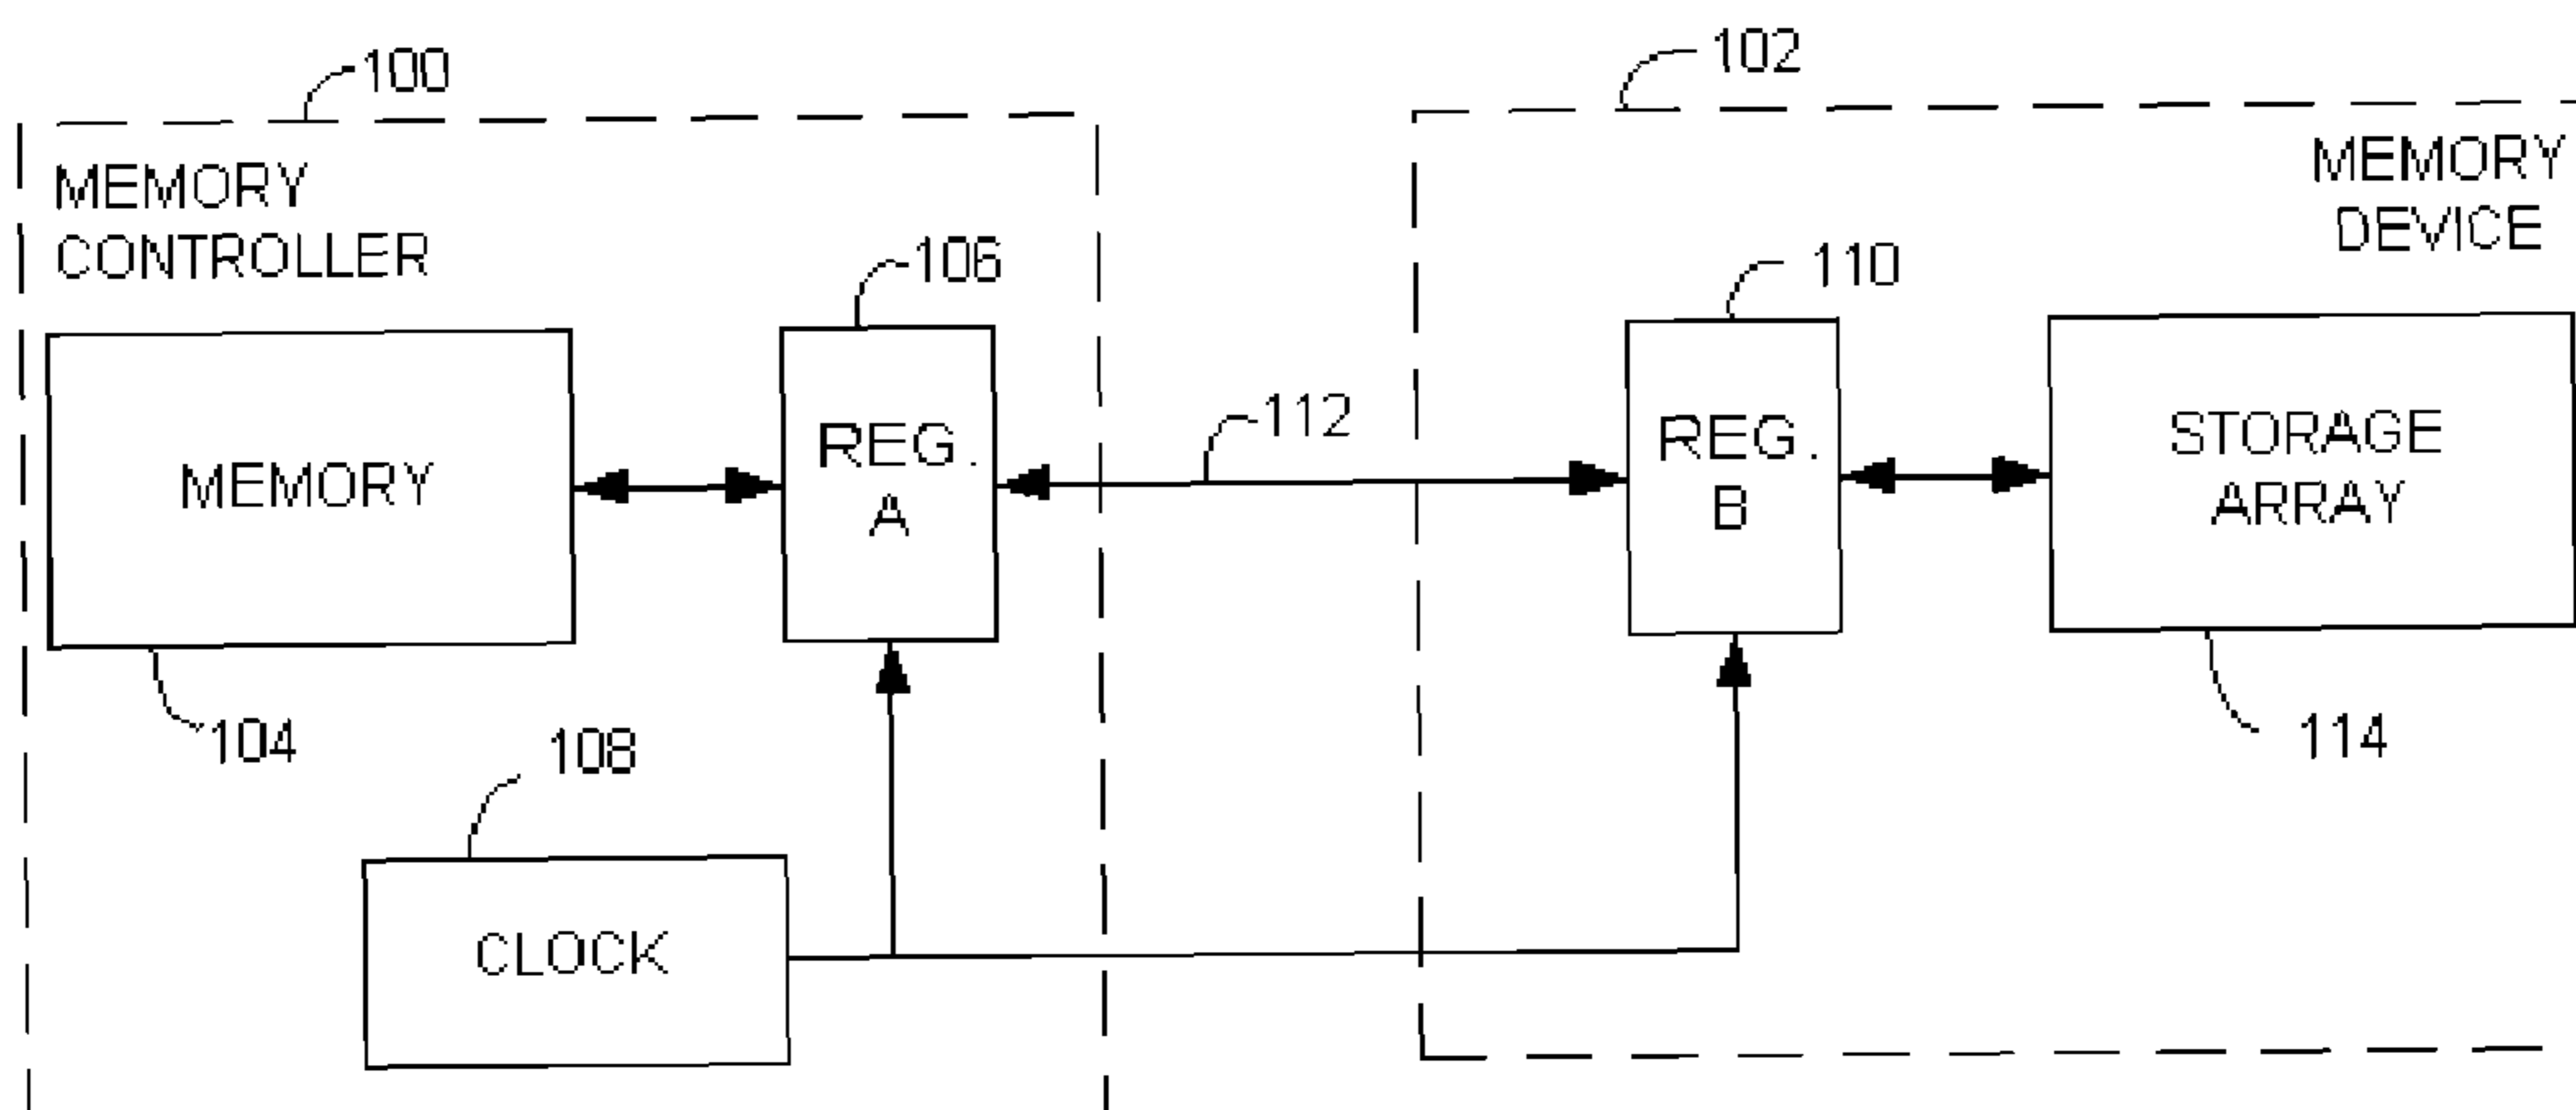 100
102
MEMORY
CONTROLLER
MEMORY
DEVICE
106
110
112
MEMORY
REG.
A
REG.
B
STORAGE
ARRAY
104
108
114
CLOCK